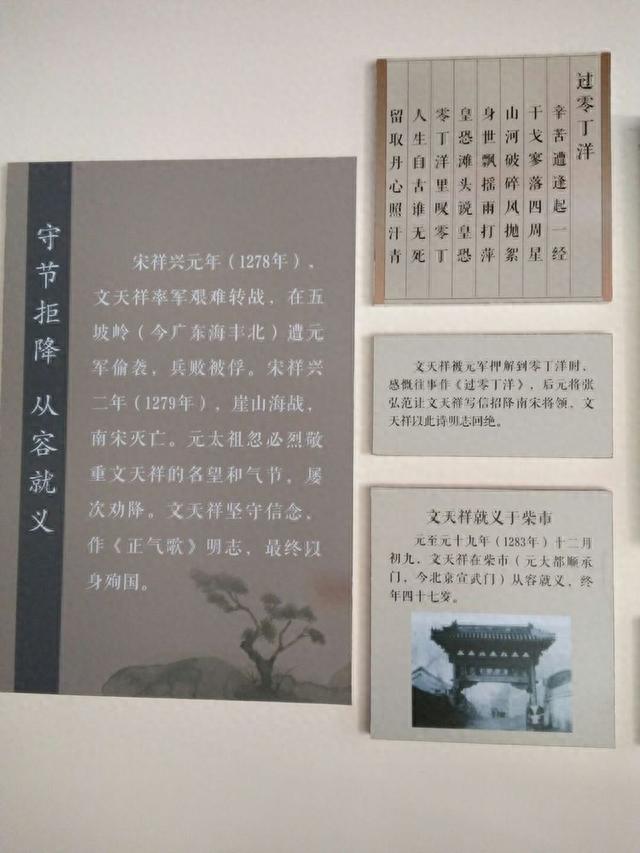 守节拒降 从容就义
宋祥兴元年（1278年），
文天祥率军艰难转战，在五
坡岭（今广东海丰北）遭元
军偷袭，兵败被俘。宋祥兴
二年（1279年），崖山海战，
南宋灭亡。元太祖忽必烈敬
重文天祥的名望和气节，屡
次劝降。文天祥坚守信念，
作《正气歌》明志，最终以
身殉国。
过零丁洋
辛苦遭逢起一经
干戈寥落四周星
山河破碎风抛絮
身世飘摇雨打萍
皇恐滩头说皇恐
零丁洋里叹零丁
人生自古谁无死
留取丹心照汗青
文天祥被元军押解到零丁洋时，
感慨往事作《过零丁洋》，后元将张
弘范让文天祥写信招降南宋将领，文
天祥以此诗明志回绝。
文天祥就义于柴市
元至元十九年（1283年）十二月
初九，文天祥在柴市（元大都顺承
门，今北京宣武门）从容就义，终
年四十七岁。